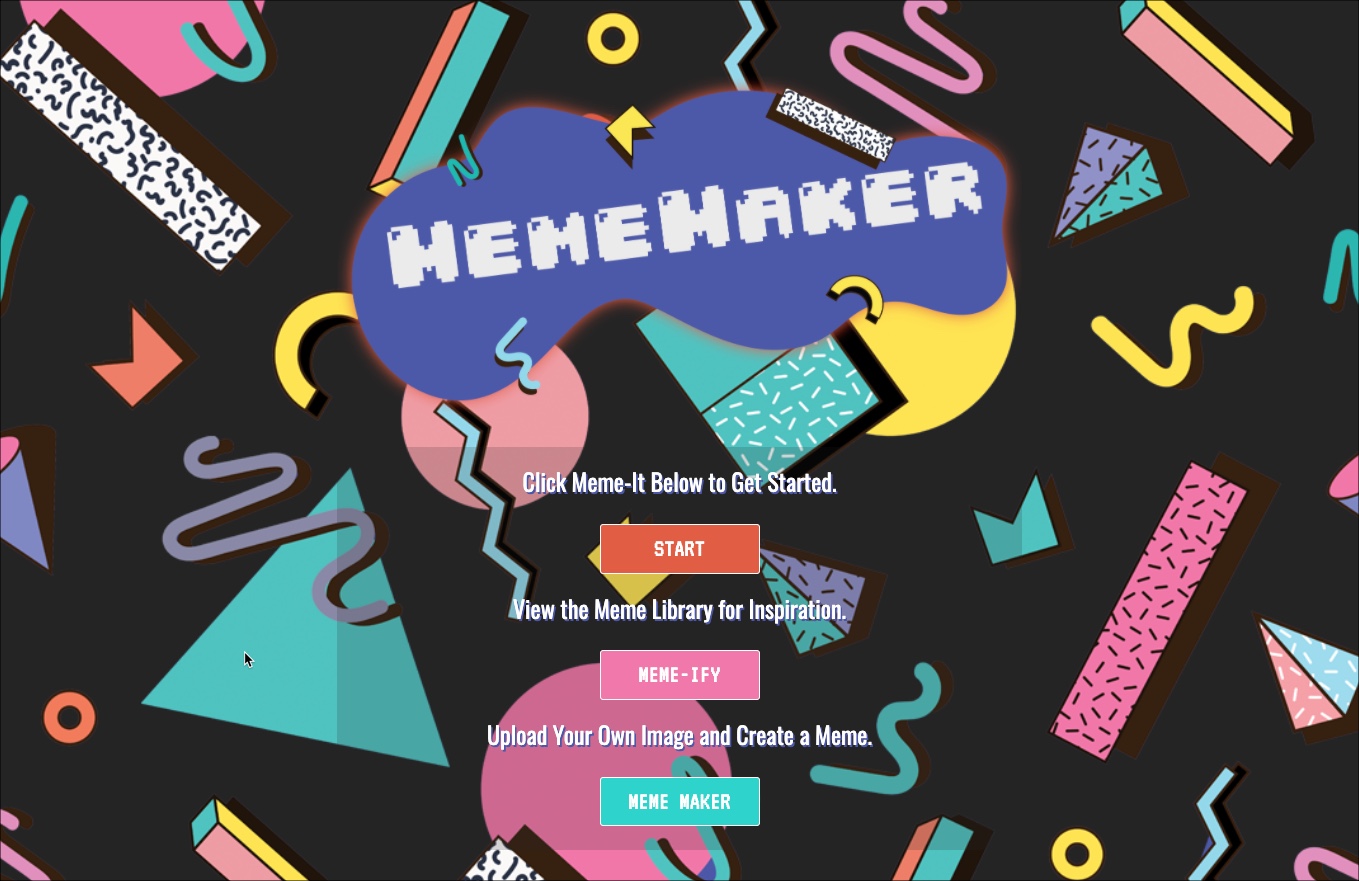 MEMEMAKER
Click Meme-It Below to Get Started.
START
View the Meme Library for Inspiration.
MEME-IFY
Upload Your Own Image and Create a Meme.
MEME MAKER